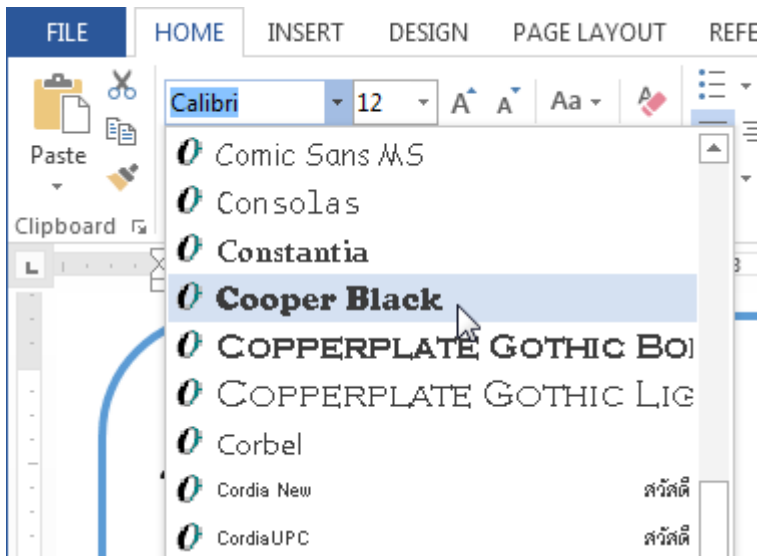 FILE HOME INSERT DESIGN PAGE LAYOUT REFE
Calibri 12 A A Aa
Paste
Clipboard
Comic Sans MS
Consolas
Constantia
Cooper Black
COPPERPLATE GOTHIC BO
COPPERPLATE GOTHIC LIG
Corbel
Cordia New สวัสดี
CordiaUPC สวัสดี